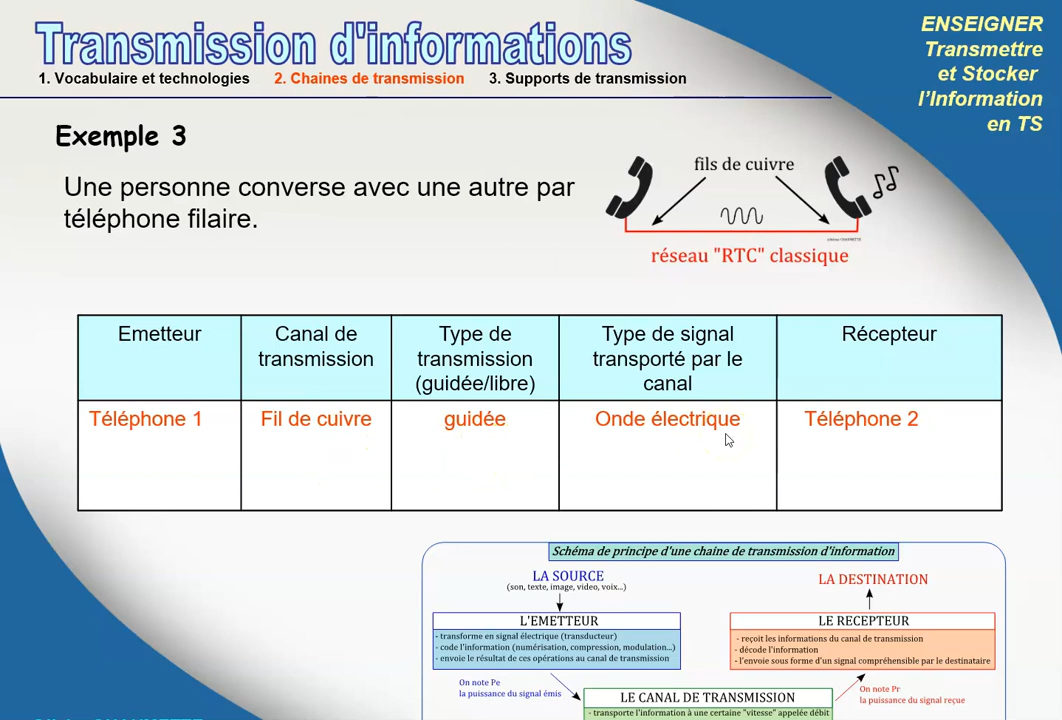 Transmission d'informations
1. Vocabulaire et technologies 2. Chaines de transmission 3. Supports de transmission
ENSEIGNER
Transmettre
et Stocker
l'Information
en TS
Exemple 3
Une personne converse avec une autre par
téléphone filaire.
fils de cuivre
réseau "RTC" classique
Emetteur
Canal de
transmission
Type de
transmission
(guidée/libre)
Type de signal
transporté par le
canal
Récepteur
Téléphone 1
Fil de cuivre
guidée
Onde électrique
Téléphone 2
Schéma de principe d'une chaine de transmission d'information
LA SOURCE
(son, texte, image, video, voix...)
L'EMETTEUR
- transforme en signal électrique (transducteur)
- code l'information (numérisation, compression, modulation...)
- envoie le résultat de ces opérations au canal de transmission
On note Pe
la puissance du signal émis
LE CANAL DE TRANSMISSION
- transporte l'information à une certaine "vitesse" appelée débit
LA DESTINATION
LE RECEPTEUR
- reçoit les informations du canal de transmission
- décode l'information
- l'envoie sous forme d'un signal compréhensible par le destinataire
On note Pr
la puissance du signal reçue